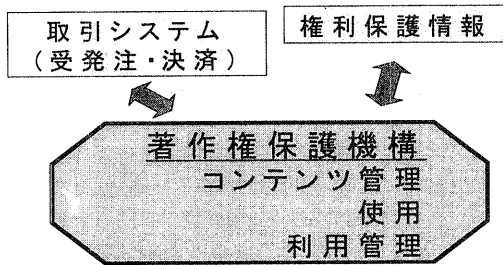 取引システム
(受発注・決済)
権利保護情報
著作権保護機構
コンテンツ管理
使用
利用管理